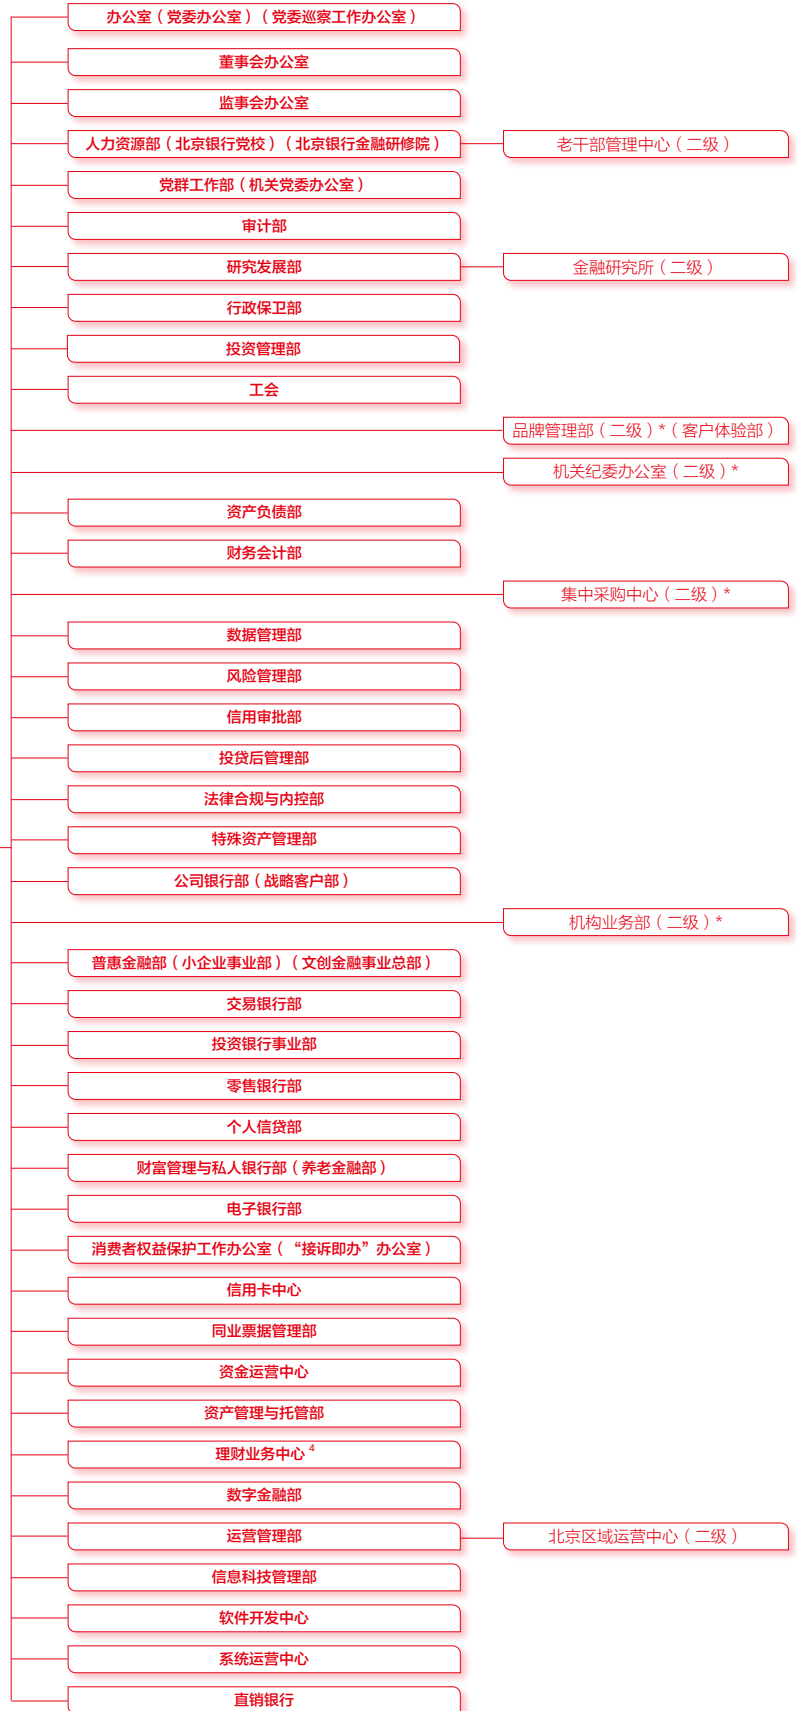 办公室（党委办公室）（党委巡察工作办公室）
董事会办公室
监事会办公室
人力资源部（北京银行党校）（北京银行金融研修院）
老干部管理中心（二级）
党群工作部（机关党委办公室）
审计部
研究发展部
金融研究所（二级）
行政保卫部
投资管理部
工会
品牌管理部（二级）*（客户体验部）
机关纪委办公室（二级）*
资产负债部
财务会计部
集中采购中心（二级）*
数据管理部
风险管理部
信用审批部
投贷后管理部
法律合规与内控部
特殊资产管理部
公司银行部（战略客户部）
机构业务部（二级）*
普惠金融部（小企业事业部）（文创金融事业总部）
交易银行部
投资银行事业部
零售银行部
个人信贷部
财富管理与私人银行部（养老金融部）
电子银行部
消费者权益保护工作办公室（“接诉即办”办公室）
信用卡中心
同业票据管理部
资金运营中心
资产管理与托管部
理财业务中心 4
数字金融部
运营管理部
北京区域运营中心（二级）
信息科技管理部
软件开发中心
系统运营中心
直销银行